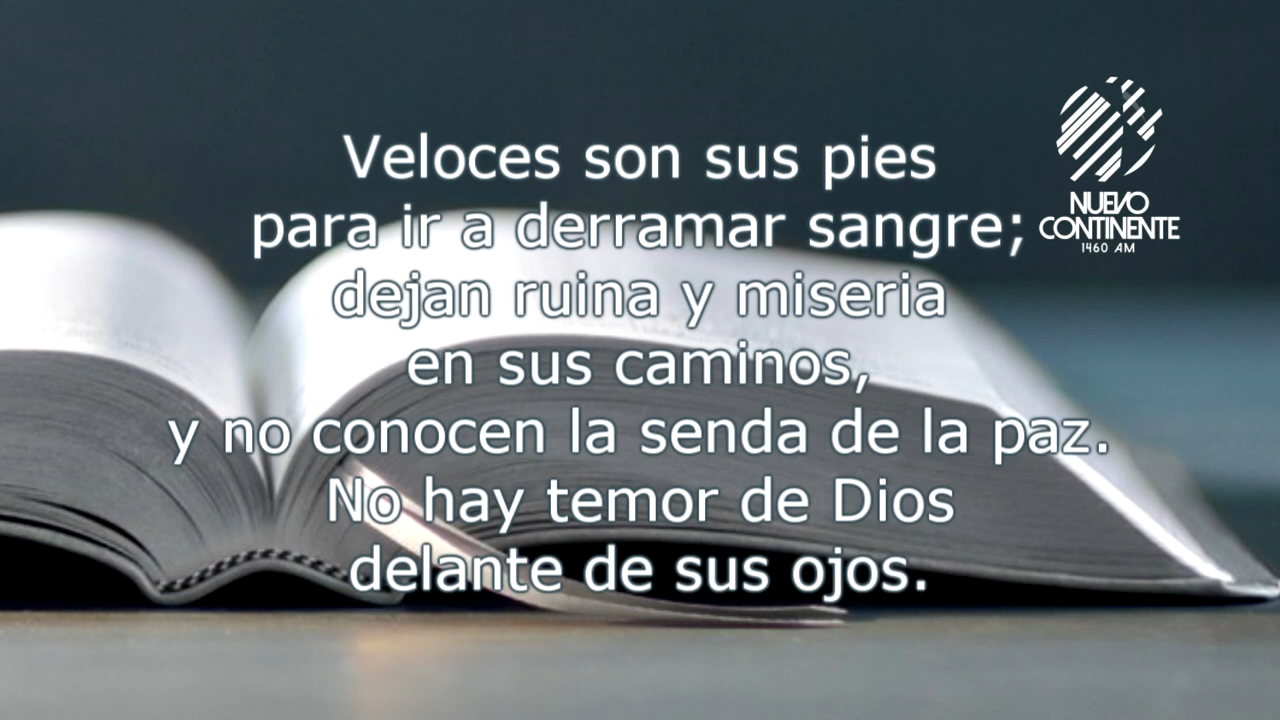 Veloces son sus pies
para ir a derramar sangre;
dejan ruina y miseria
en sus caminos,
y no conocen la senda de la paz.
No hay temor de Dios
delante de sus ojos.
NUEVO
CONTINENTE
1460 AM